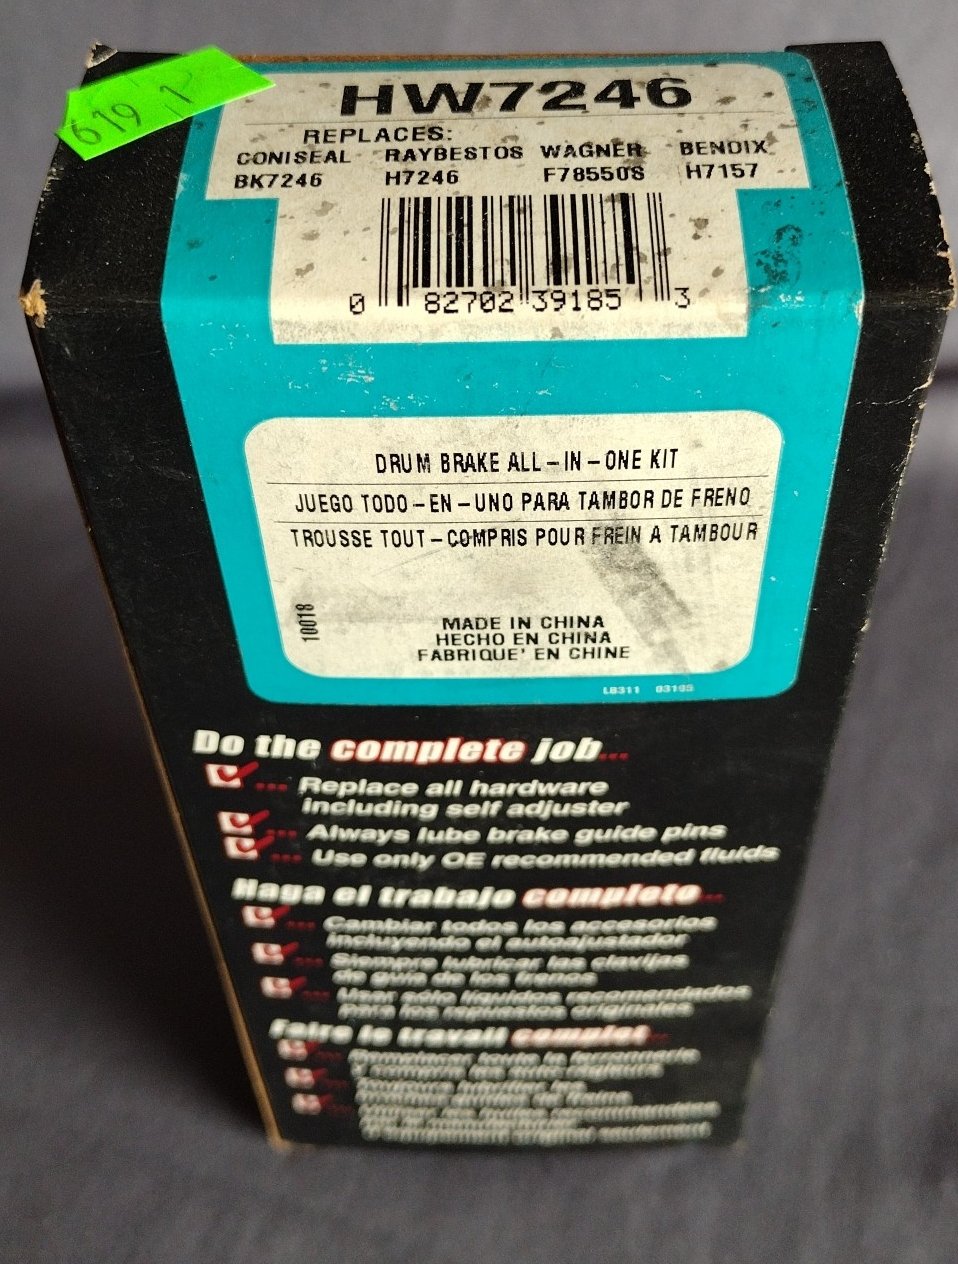 619 1
HW7246
REPLACES:
CONISEAL RAYBESTOS WAGNER BENDIX
BK7246 H7246 F78550S H7157
0 82702 39185 3
DRUM BRAKE ALL-IN-ONE KIT
JUEGO TODO-EN-UNO PARA TAMBOR DE FRENO
TROUSSE TOUT-COMPRIS POUR FREIN A TAMBOUR
10018
MADE IN CHINA
HECHO EN CHINA
FABRIQUE' EN CHINE
LB311 03195
Do the complete job...
... Replace all hardware
including self adjuster
... Always lube brake guide pins
... Use only OE recommended fluids
Haga el trabajo completo...
... Cambiar todos los accesorios
incluyendo el autoajustador
... Siempre lubricar las clavijas
de guía de los frenos
... Usar sólo líquidos recomendados
para los repuestos originales
Faire le travail complet...
... Remplacer toute la ferronnerie